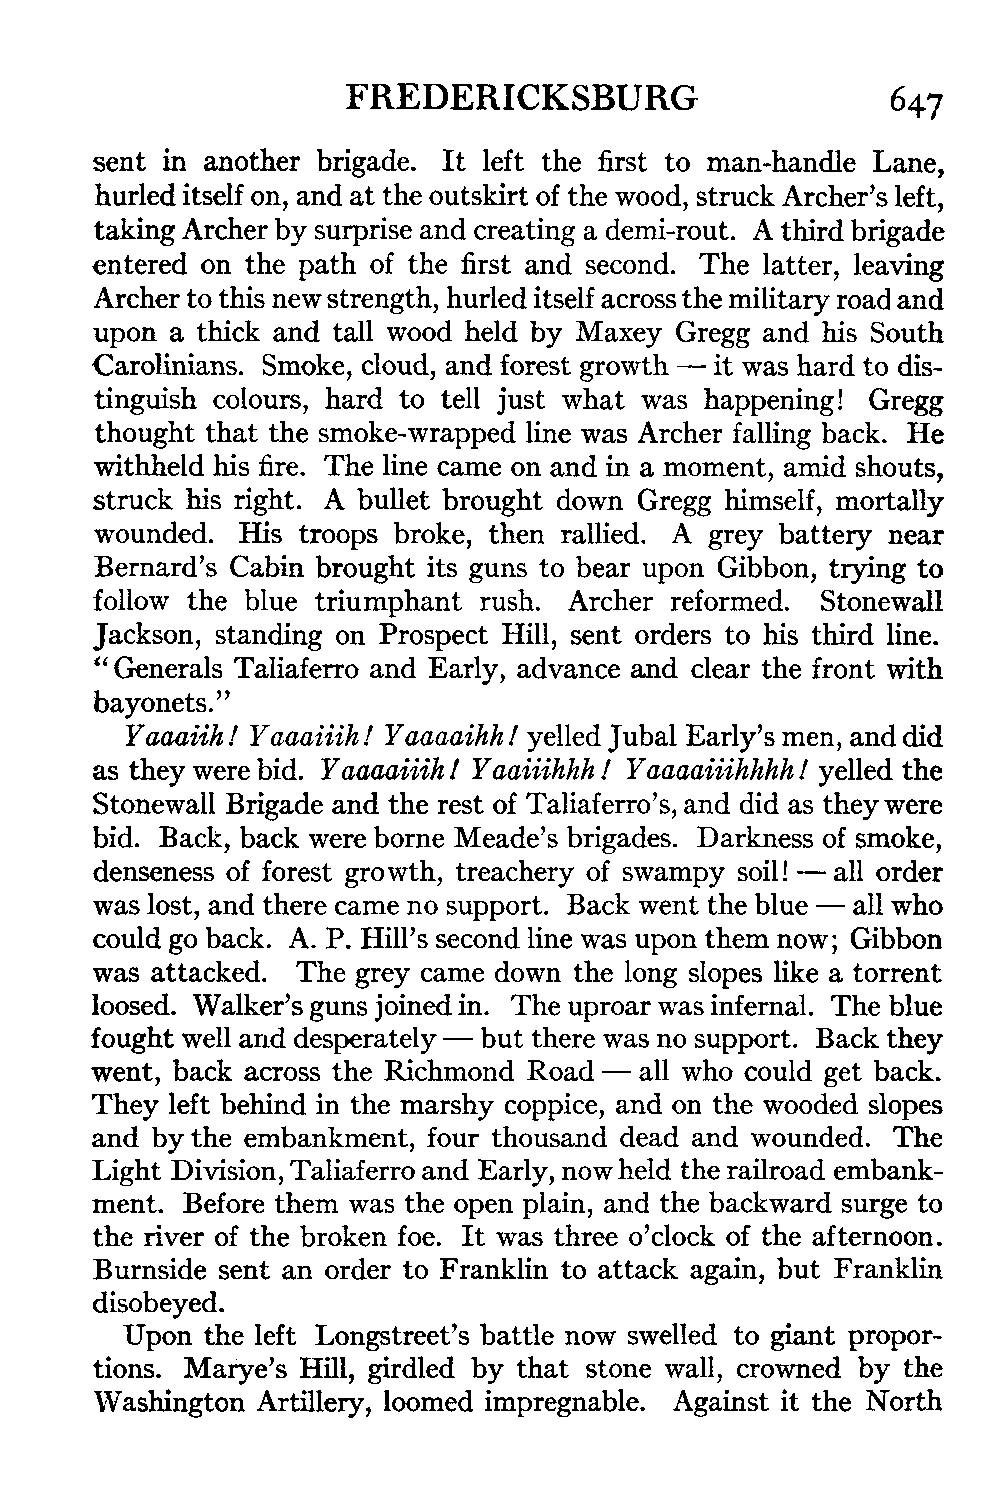 FREDERICKSBURG 647
sent in another brigade. It left the first to man-handle Lane,
hurled itself on, and at the outskirt of the wood, struck Archer's left,
taking Archer by surprise and creating a demi-rout. A third brigade
entered on the path of the first and second. The latter, leaving
Archer to this new strength, hurled itself across the military road and
upon a thick and tall wood held by Maxey Gregg and his South
Carolinians. Smoke, cloud, and forest growth — it was hard to dis-
tinguish colours, hard to tell just what was happening! Gregg
thought that the smoke-wrapped line was Archer falling back. He
withheld his fire. The line came on and in a moment, amid shouts,
struck his right. A bullet brought down Gregg himself, mortally
wounded. His troops broke, then rallied. A grey battery near
Bernard's Cabin brought its guns to bear upon Gibbon, trying to
follow the blue triumphant rush. Archer reformed. Stonewall
Jackson, standing on Prospect Hill, sent orders to his third line.
"Generals Taliaferro and Early, advance and clear the front with
bayonets."
Yaaaiih! Yaaaiiih! Yaaaaihh! yelled Jubal Early's men, and did
as they were bid. Yaaaaiiih! Yaaiiihhh! Yaaaaiiihhhh! yelled the
Stonewall Brigade and the rest of Taliaferro's, and did as they were
bid. Back, back were borne Meade's brigades. Darkness of smoke,
denseness of forest growth, treachery of swampy soil! — all order
was lost, and there came no support. Back went the blue — all who
could go back. A. P. Hill's second line was upon them now; Gibbon
was attacked. The grey came down the long slopes like a torrent
loosed. Walker's guns joined in. The uproar was infernal. The blue
fought well and desperately — but there was no support. Back they
went, back across the Richmond Road — all who could get back.
They left behind in the marshy coppice, and on the wooded slopes
and by the embankment, four thousand dead and wounded. The
Light Division, Taliaferro and Early, now held the railroad embank-
ment. Before them was the open plain, and the backward surge to
the river of the broken foe. It was three o'clock of the afternoon.
Burnside sent an order to Franklin to attack again, but Franklin
disobeyed.
Upon the left Longstreet's battle now swelled to giant propor-
tions. Marye's Hill, girdled by that stone wall, crowned by the
Washington Artillery, loomed impregnable. Against it the North